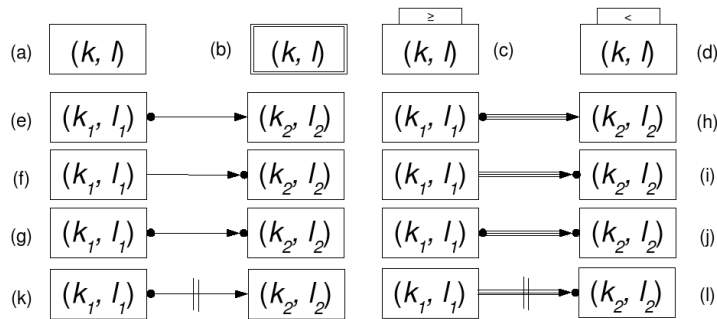 ≥ <
(a) (k, l) (b) (k, l) (k, l) (c) (k, l) (d)
(e) (k₁, l₁) (k₂, l₂) (k₁, l₁) (k₂, l₂) (h)
(f) (k₁, l₁) (k₂, l₂) (k₁, l₁) (k₂, l₂) (i)
(g) (k₁, l₁) (k₂, l₂) (k₁, l₁) (k₂, l₂) (j)
(k) (k₁, l₁) (k₂, l₂) (k₁, l₁) (k₂, l₂) (l)